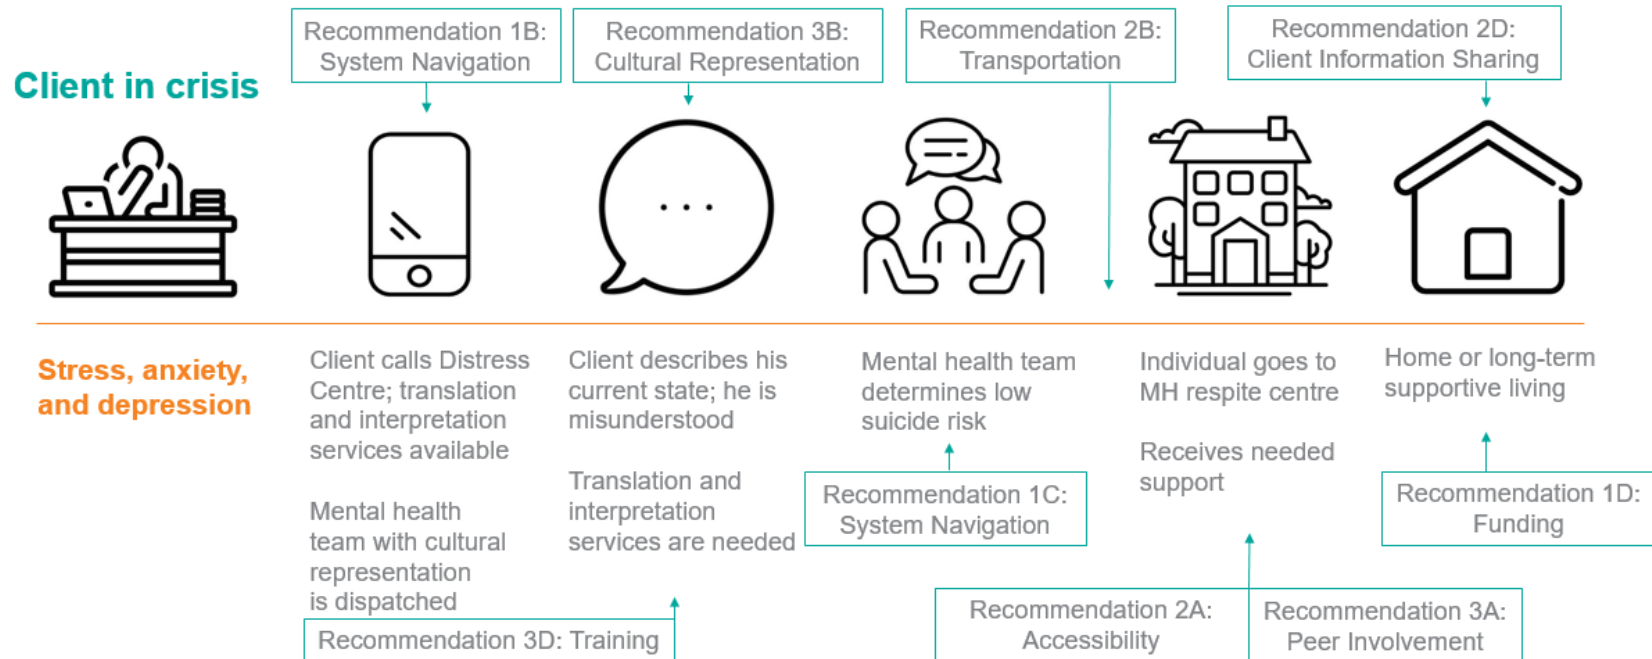 Recommendation 1B:
System Navigation
Recommendation 3B:
Cultural Representation
Recommendation 2B:
Transportation
Recommendation 2D:
Client Information Sharing
Client in crisis
Stress, anxiety,
and depression
Client calls Distress
Centre; translation
and interpretation
services available
Mental health
team with cultural
representation
is dispatched
Client describes his
current state; he is
misunderstood
Translation and
interpretation
services are needed
Mental health team
determines low
suicide risk
Individual goes to
MH respite centre
Receives needed
support
Home or long-term
supportive living
Recommendation 1C:
System Navigation
Recommendation 1D:
Funding
Recommendation 3D: Training
Recommendation 2A:
Accessibility
Recommendation 3A:
Peer Involvement